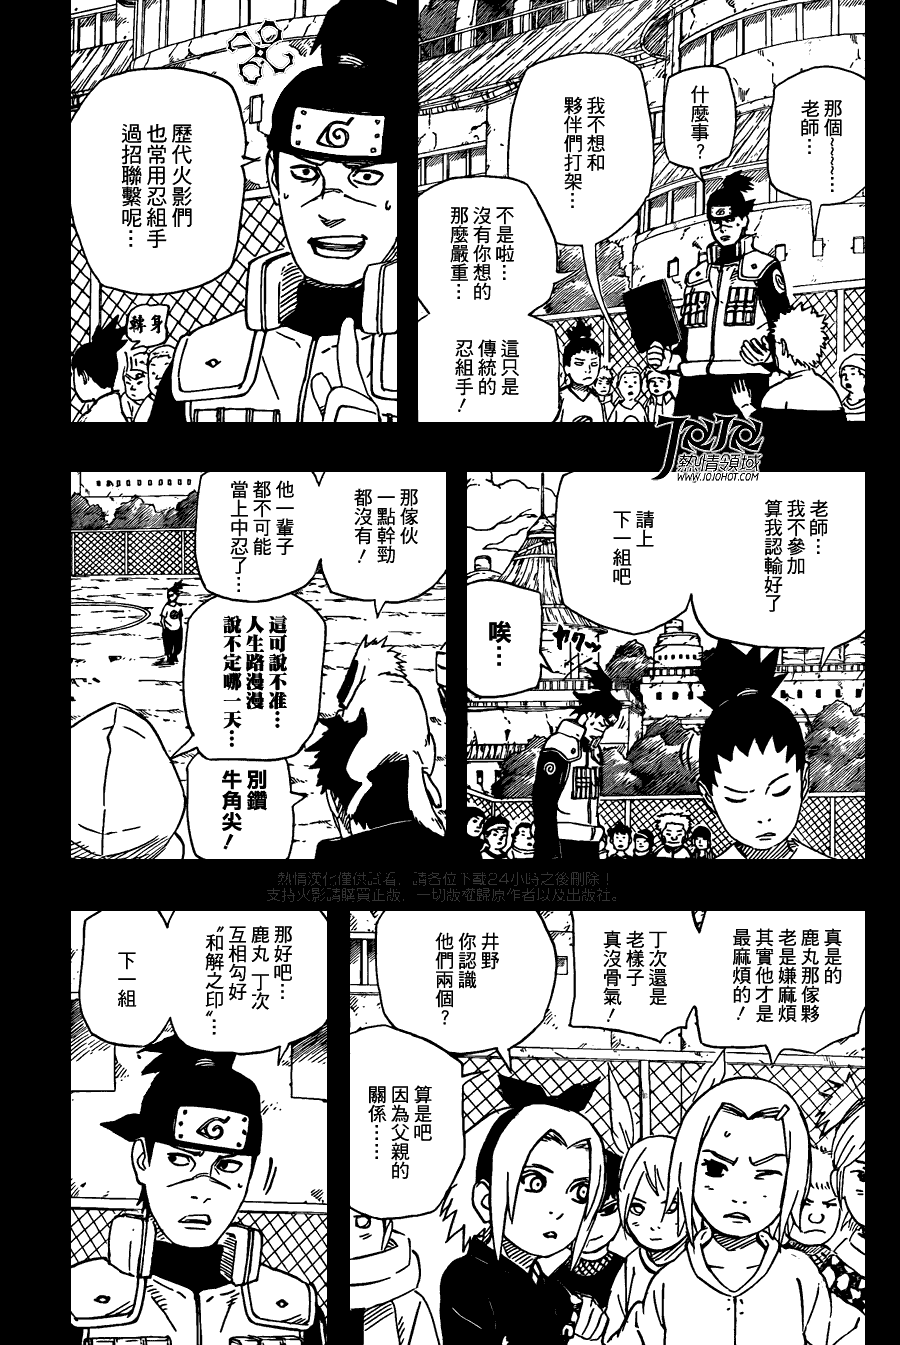 那個~~~~~~~……
老師…
什麼事？
我不想和
夥伴們打架…
不是啦…
沒有你想的
那麼嚴重…
這只是
傳統的
忍組手！
歷代火影們
也常用忍組手
過招聯繫呢…
轉身
JOJO
熱情領域
WWW.JOJOHOT.COM
老師…
我不參加
算我認輸好了
請上
下一組吧
唉…
ガクッ
那傢伙
一點幹勁
都沒有！
他一輩子
都不可能
當上中忍了…
這可說不准…
人生路漫漫
說不定哪一天…
別鑽
牛角尖！
熱情漢化僅供試看，請各位下載24小時之後刪除！
支持火影請購買正版，一切版權歸原作者以及出版社。
真是的
鹿丸那傢夥
老是嫌麻煩
其實他才是
最麻煩的！
丁次還是
老樣子
真沒骨氣！
井野
你認識
他們兩個？
算是吧
因為父親的
關係……
那好吧…
鹿丸 丁次
互相勾好
“和解之印”…
下一組